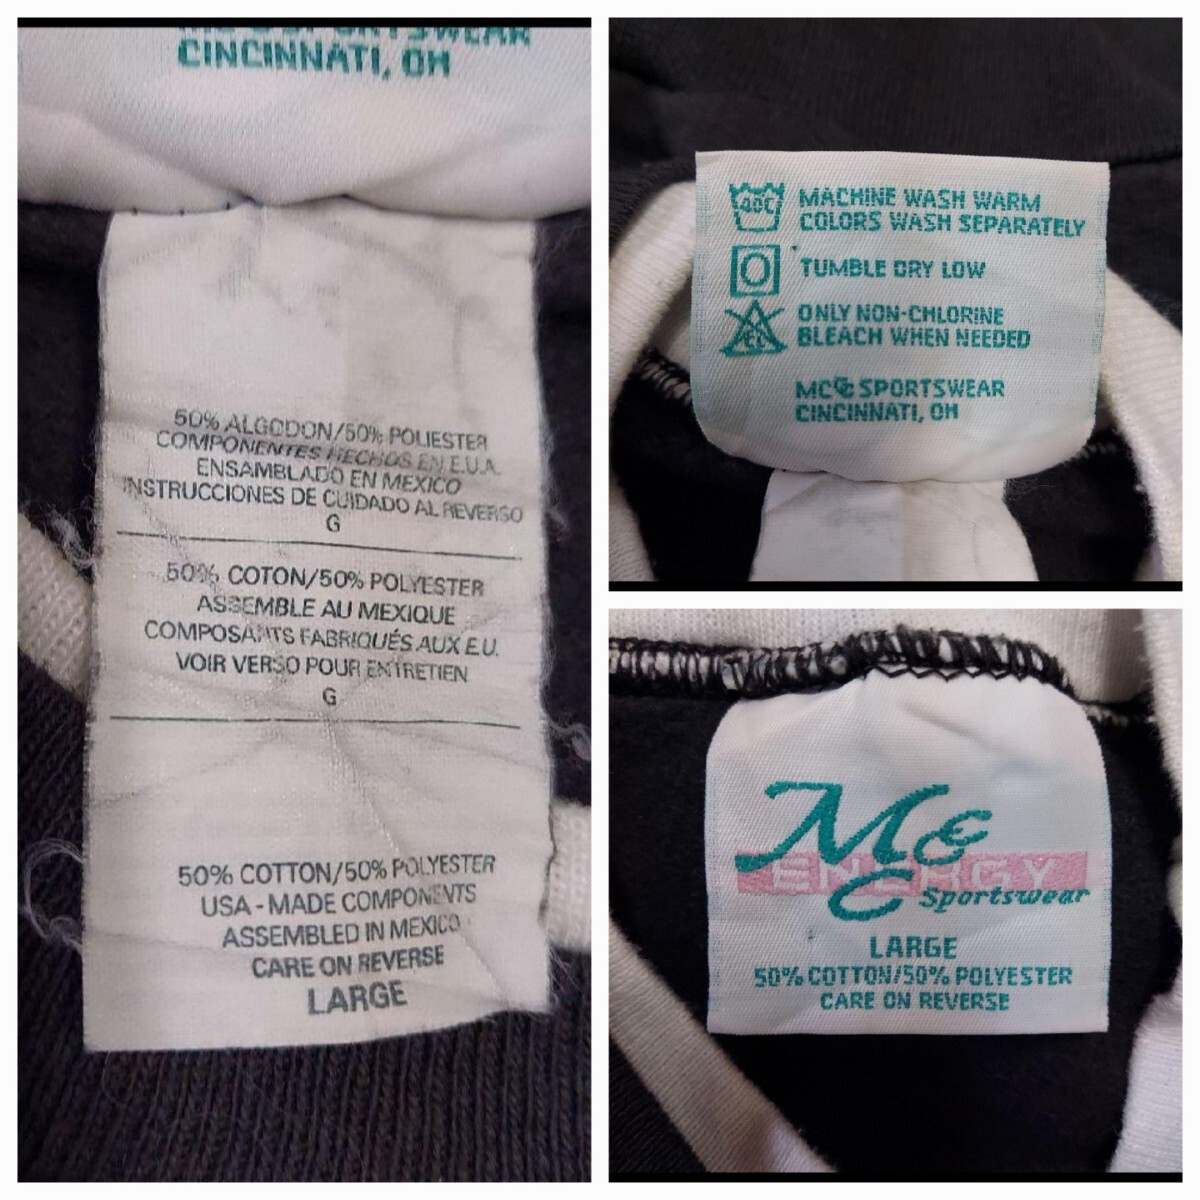 CINCINNATI, OH
50% ALGODON/50% POLIESTER
COMPONENTES HECHOS EN E.U.A.
ENSAMBLADO EN MEXICO
INSTRUCCIONES DE CUIDADO AL REVERSO
G
50% COTON/50% POLYESTER
ASSEMBLE AU MEXIQUE
COMPOSANTS FABRIQUÉS AUX E.U.
VOIR VERSO POUR ENTRETIEN
G
50% COTTON/50% POLYESTER
USA - MADE COMPONENTS
ASSEMBLED IN MEXICO
CARE ON REVERSE
LARGE
40C MACHINE WASH WARM
COLORS WASH SEPARATELY
TUMBLE DRY LOW
ONLY NON-CHLORINE
BLEACH WHEN NEEDED
MCC SPORTSWEAR
CINCINNATI, OH
MCC
ENERGY
Sportswear
LARGE
50% COTTON/50% POLYESTER
CARE ON REVERSE